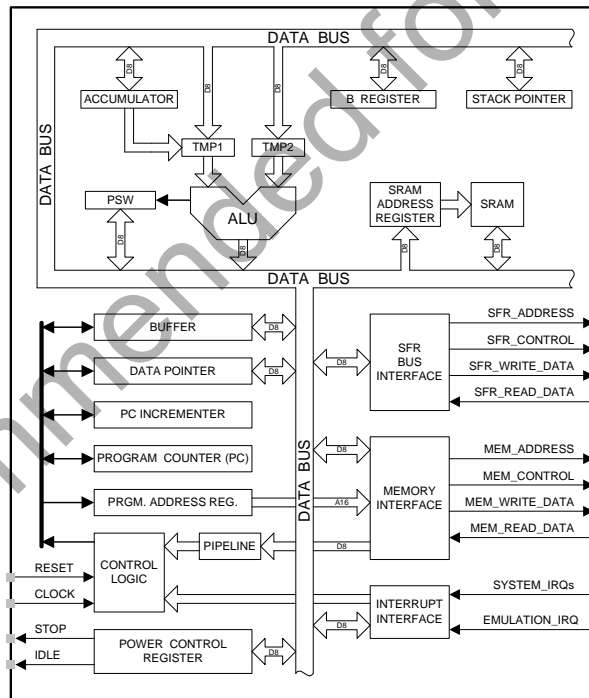 DATA BUS
D8
D8
D8
D8
D8
ACCUMULATOR
B REGISTER
STACK POINTER
DATA BUS
TMP1
TMP2
PSW
ALU
SRAM
ADDRESS
REGISTER
SRAM
D8
D8
D8
D8
DATA BUS
BUFFER
D8
DATA POINTER
D8
PC INCREMENTER
PROGRAM COUNTER (PC)
PRGM. ADDRESS REG.
A16
DATA BUS
D8
SFR
BUS
INTERFACE
SFR_ADDRESS
SFR_CONTROL
SFR_WRITE_DATA
SFR_READ_DATA
D8
MEMORY
INTERFACE
MEM_ADDRESS
MEM_CONTROL
MEM_WRITE_DATA
MEM_READ_DATA
CONTROL
LOGIC
PIPELINE
D8
RESET
CLOCK
STOP
IDLE
POWER CONTROL
REGISTER
D8
INTERRUPT
INTERFACE
D8
SYSTEM_IRQs
EMULATION_IRQ
mmended for